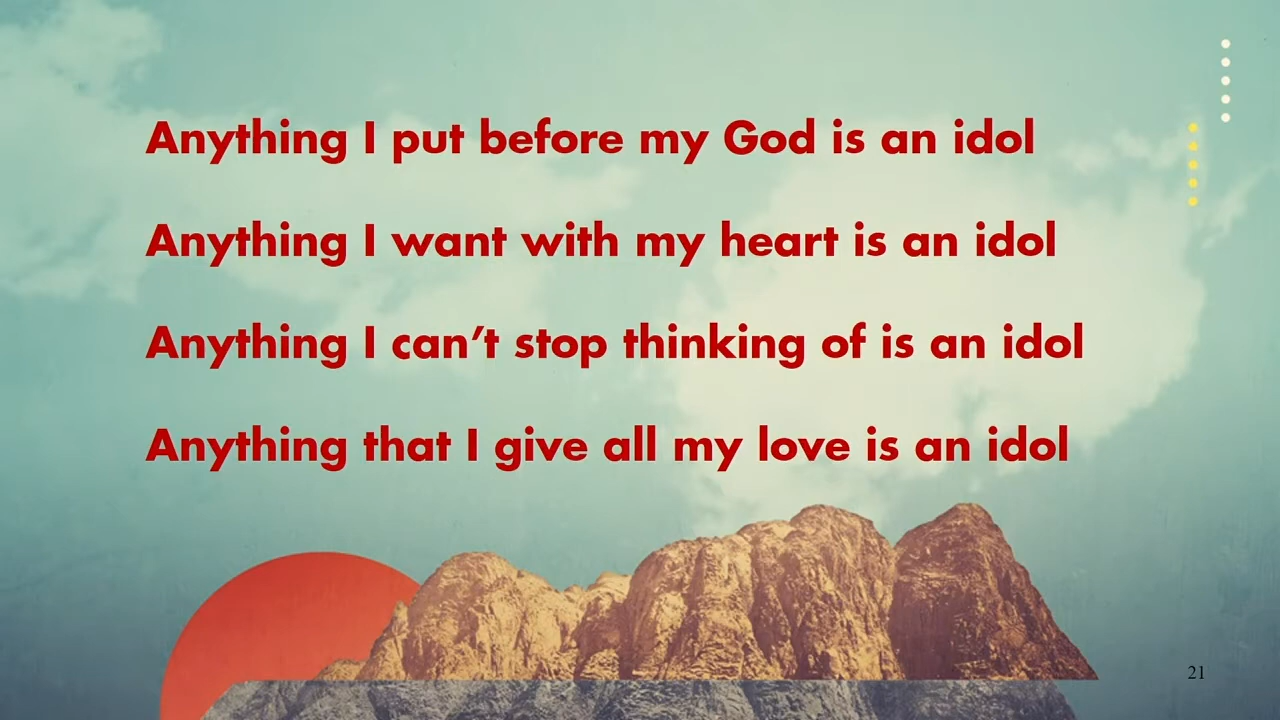 Anything I put before my God is an idol
Anything I want with my heart is an idol
Anything I can’t stop thinking of is an idol
Anything that I give all my love is an idol
21